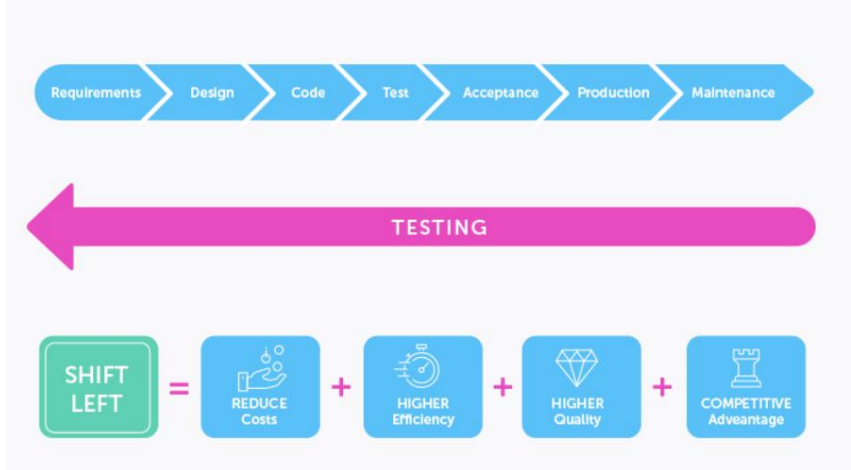 Requirements Design Code Test Acceptance Production Maintenance
TESTING
SHIFT
LEFT
=
REDUCE
Costs
+
HIGHER
Efficiency
+
HIGHER
Quality
+
COMPETITIVE
Adveantage